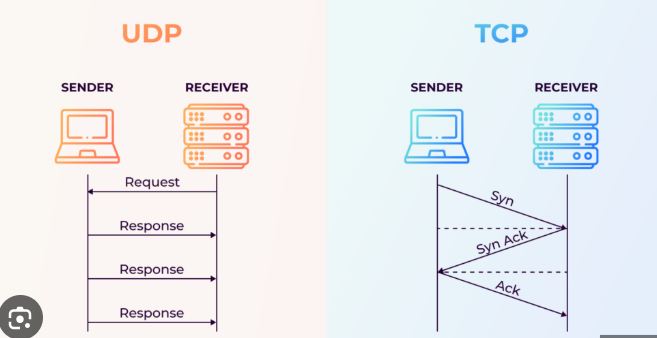 UDP
SENDER RECEIVER
Request
Response
Response
Response
TCP
SENDER RECEIVER
Syn
Syn Ack
Ack